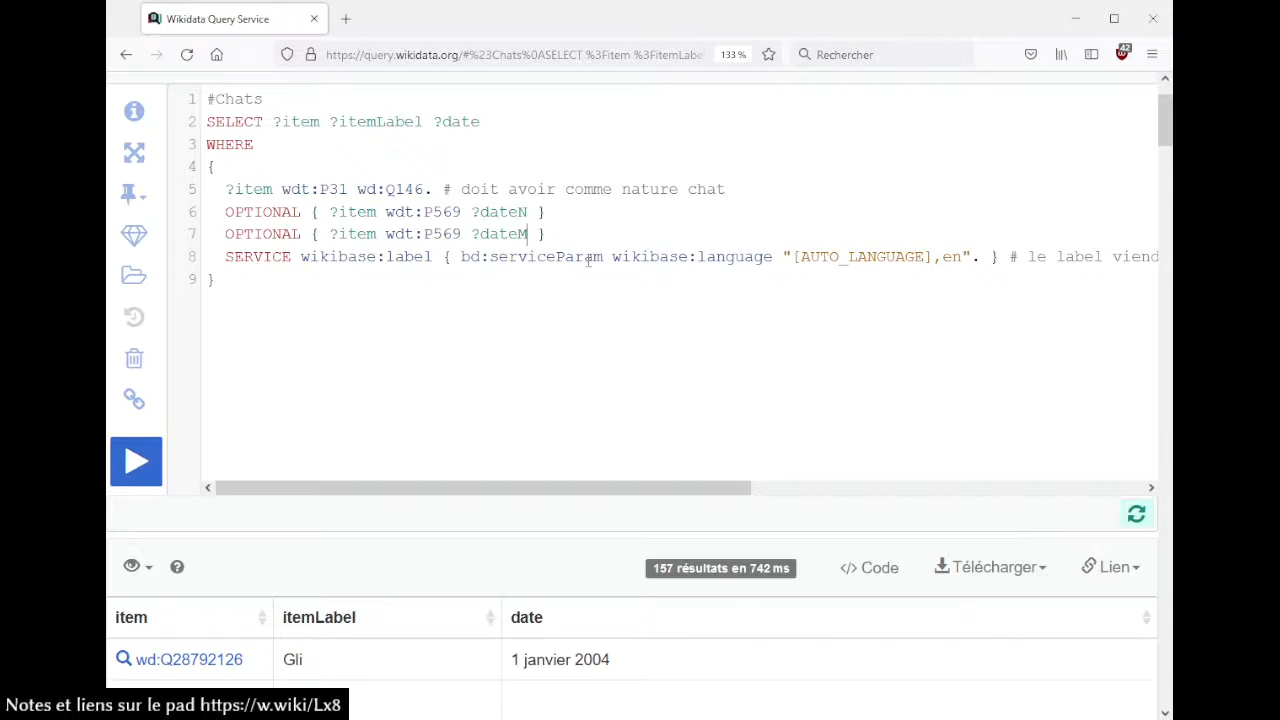 Wikidata Query Service
https://query.wikidata.org/#%23Chats%0ASELECT %3Fitem %3FitemLabe
133 %
Rechercher
42
1 #Chats
2 SELECT ?item ?itemLabel ?date
3 WHERE
4 {
5 ?item wdt:P31 wd:Q146. # doit avoir comme nature chat
6 OPTIONAL { ?item wdt:P569 ?dateN }
7 OPTIONAL { ?item wdt:P569 ?dateM }
8 SERVICE wikibase:label { bd:serviceParam wikibase:language "[AUTO_LANGUAGE],en". } # le label viend
9 }
157 résultats en 742 ms
</> Code
Télécharger
Lien
item itemLabel date
wd:Q28792126 Gli 1 janvier 2004
Notes et liens sur le pad https://w.wiki/Lx8